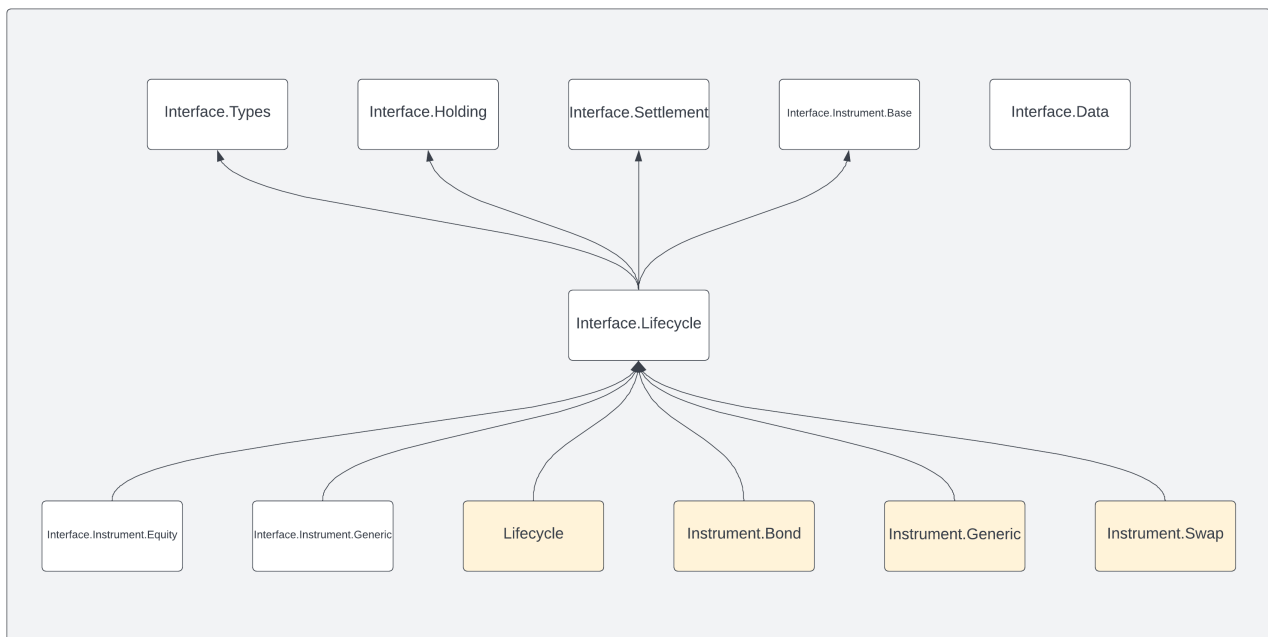 Interface.Types
Interface.Holding
Interface.Settlement
Interface.Instrument.Base
Interface.Data
Interface.Lifecycle
Interface.Instrument.Equity
Interface.Instrument.Generic
Lifecycle
Instrument.Bond
Instrument.Generic
Instrument.Swap